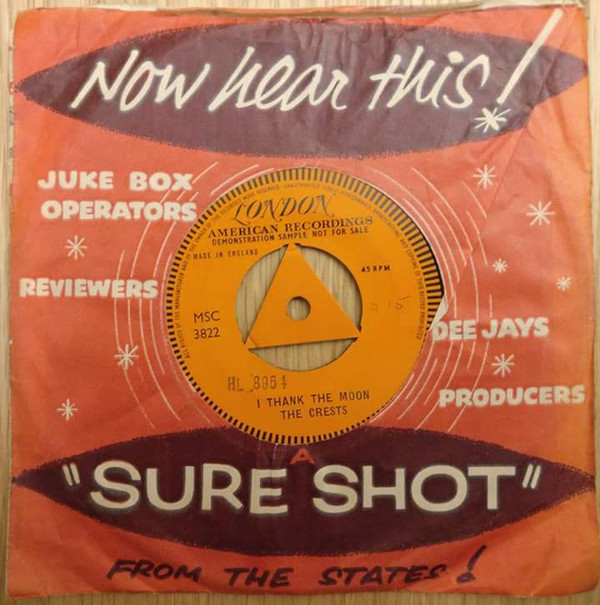 Now hear this!
JUKE BOX
OPERATORS
REVIEWERS
LONDON
AMERICAN RECORDINGS
DEMONSTRATION SAMPLE NOT FOR SALE
MADE IN ENGLAND
45 RPM
MSC
3822
DEE JAYS
PRODUCERS
HL 8954
I THANK THE MOON
THE CRESTS
A
"SURE SHOT"
FROM THE STATES!